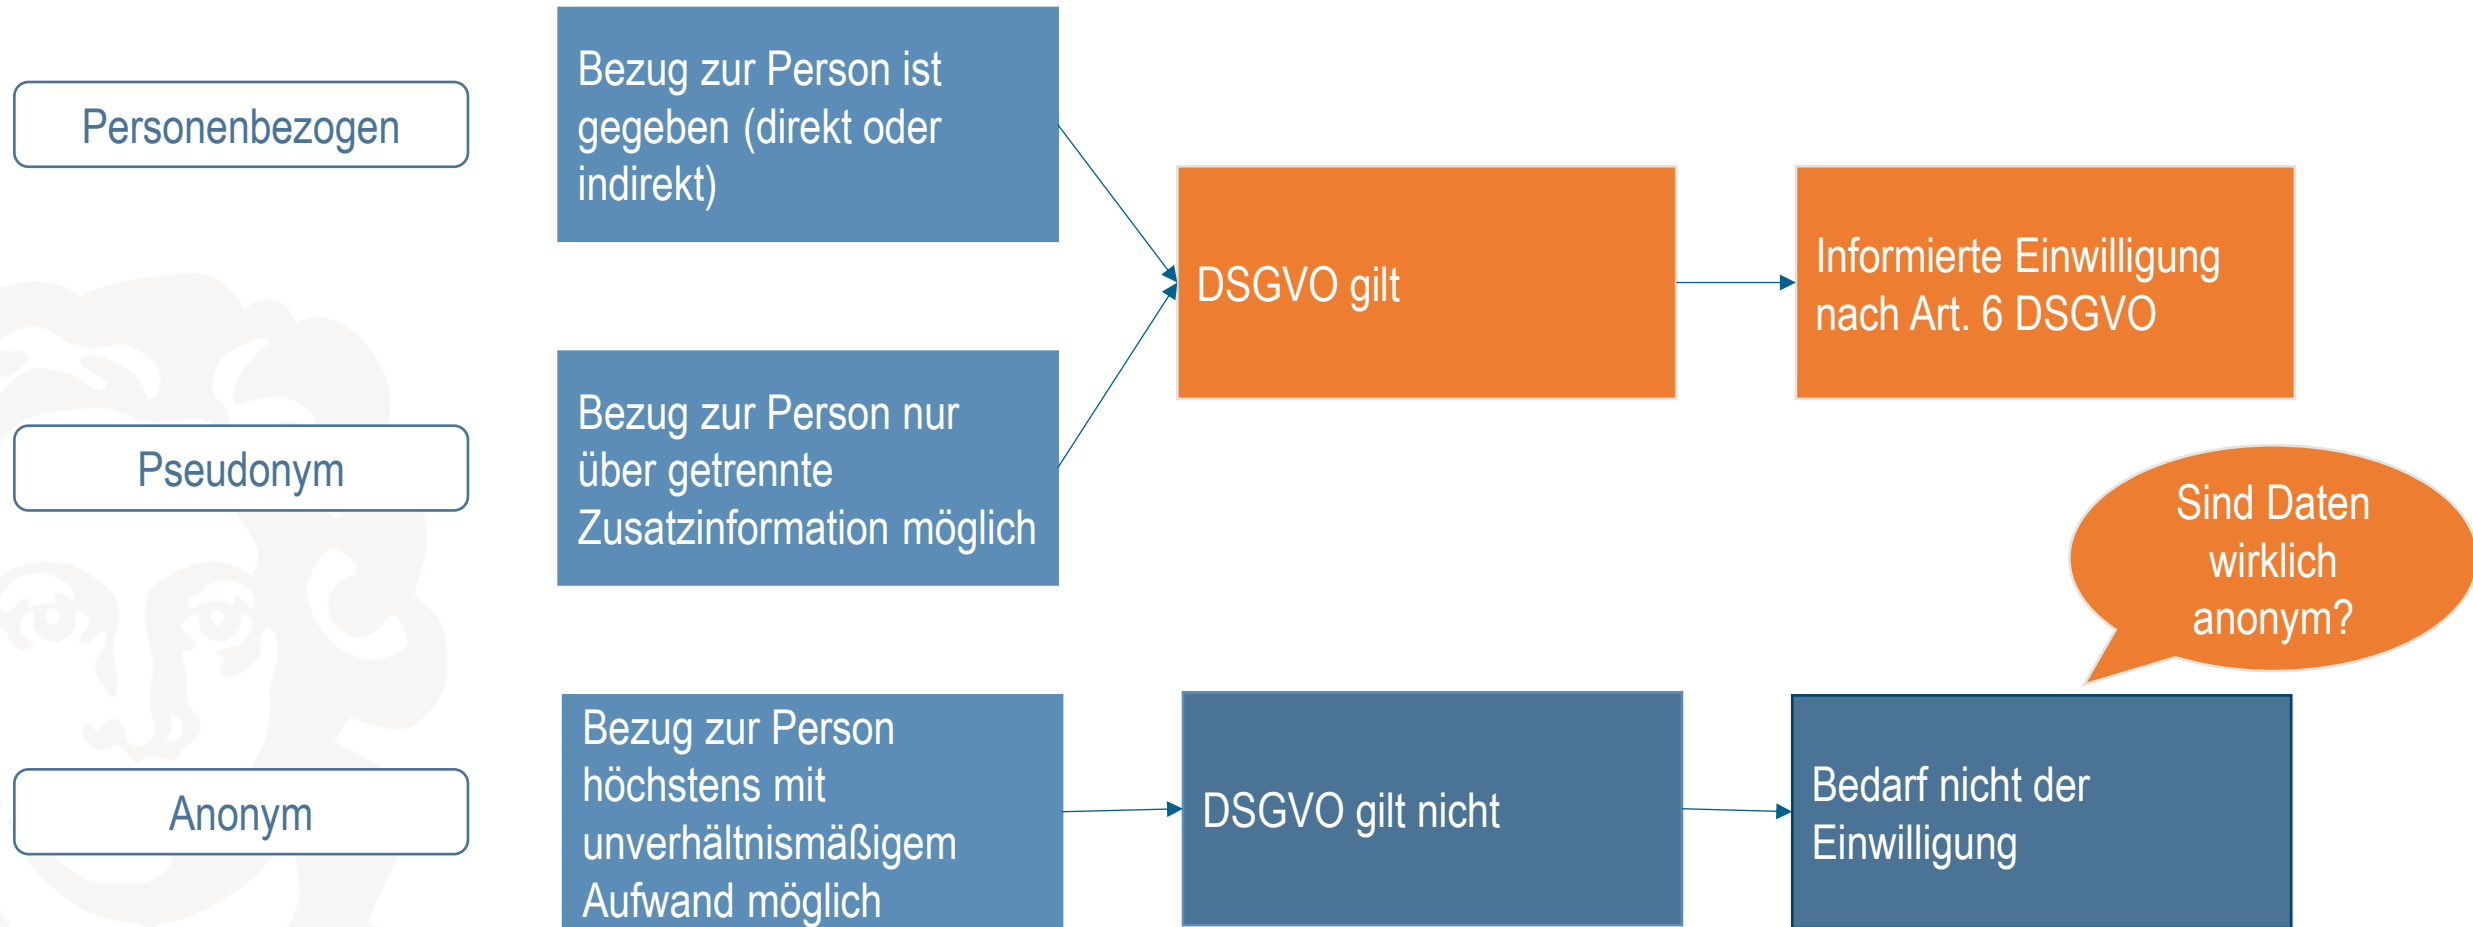 Personenbezogen
Bezug zur Person ist
gegeben (direkt oder
indirekt)
DSGVO gilt
Informierte Einwilligung
nach Art. 6 DSGVO
Pseudonym
Bezug zur Person nur
über getrennte
Zusatzinformation möglich
Sind Daten
wirklich
anonym?
Anonym
Bezug zur Person
höchstens mit
unverhältnismäßigem
Aufwand möglich
DSGVO gilt nicht
Bedarf nicht der
Einwilligung